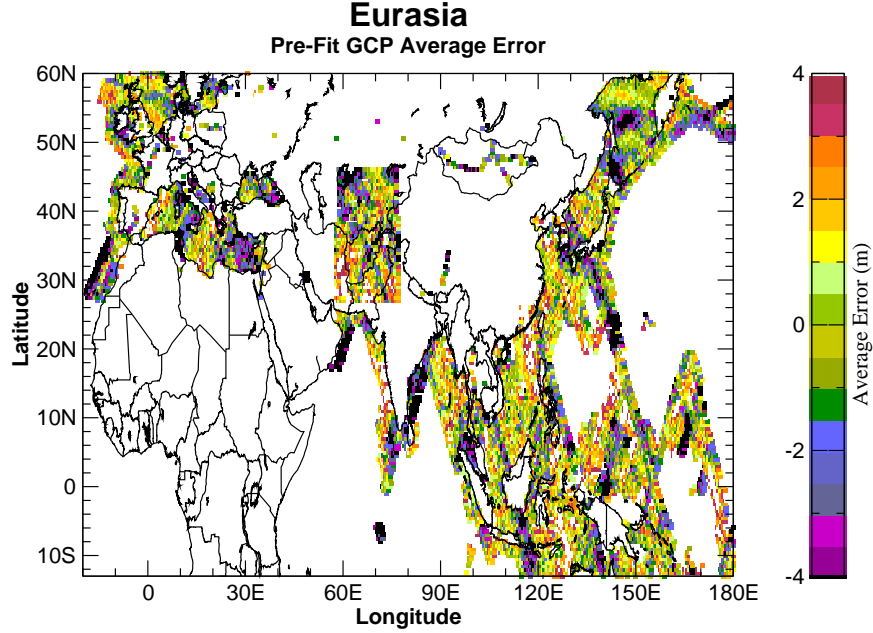 Eurasia
Pre-Fit GCP Average Error
60N
50N
40N
30N
20N
10N
0
10S
Latitude
0
30E
60E
90E
120E
150E
180E
Longitude
4
2
0
-2
-4
Average Error (m)